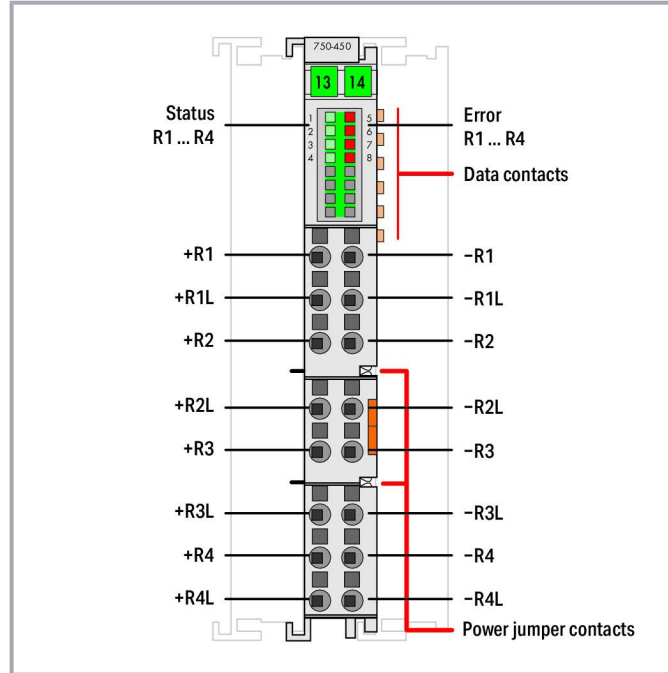 750-450
13 14
Status
R1 ... R4
1 5
2 6
3 7
4 8
Error
R1 ... R4
Data contacts
+R1 −R1
+R1L −R1L
+R2 −R2
+R2L −R2L
+R3 −R3
+R3L −R3L
+R4 −R4
+R4L −R4L
Power jumper contacts